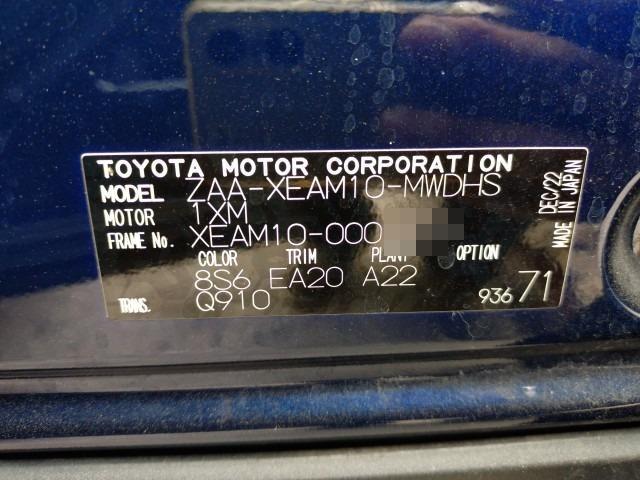 TOYOTA MOTOR CORPORATION
MODEL ZAA-XEAM10-MWDHS
MOTOR 1XM
FRAME No. XEAM10-000
COLOR TRIM PLANT OPTION
8S6 EA20 A22
TRANS. Q910
936 71
DEC/22
MADE IN JAPAN